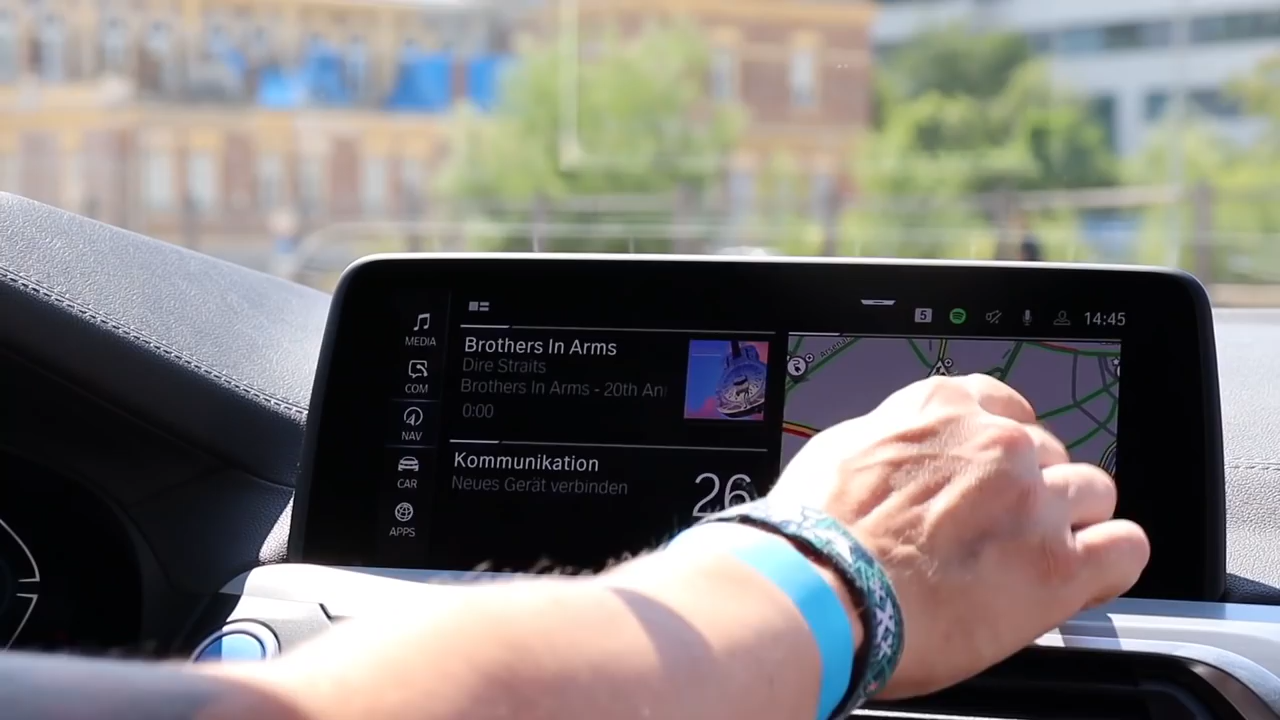 5
14:45
MEDIA
COM
NAV
CAR
APPS
Brothers In Arms
Dire Straits
Brothers In Arms - 20th An
0:00
Kommunikation
Neues Gerät verbinden
26
Arsenal